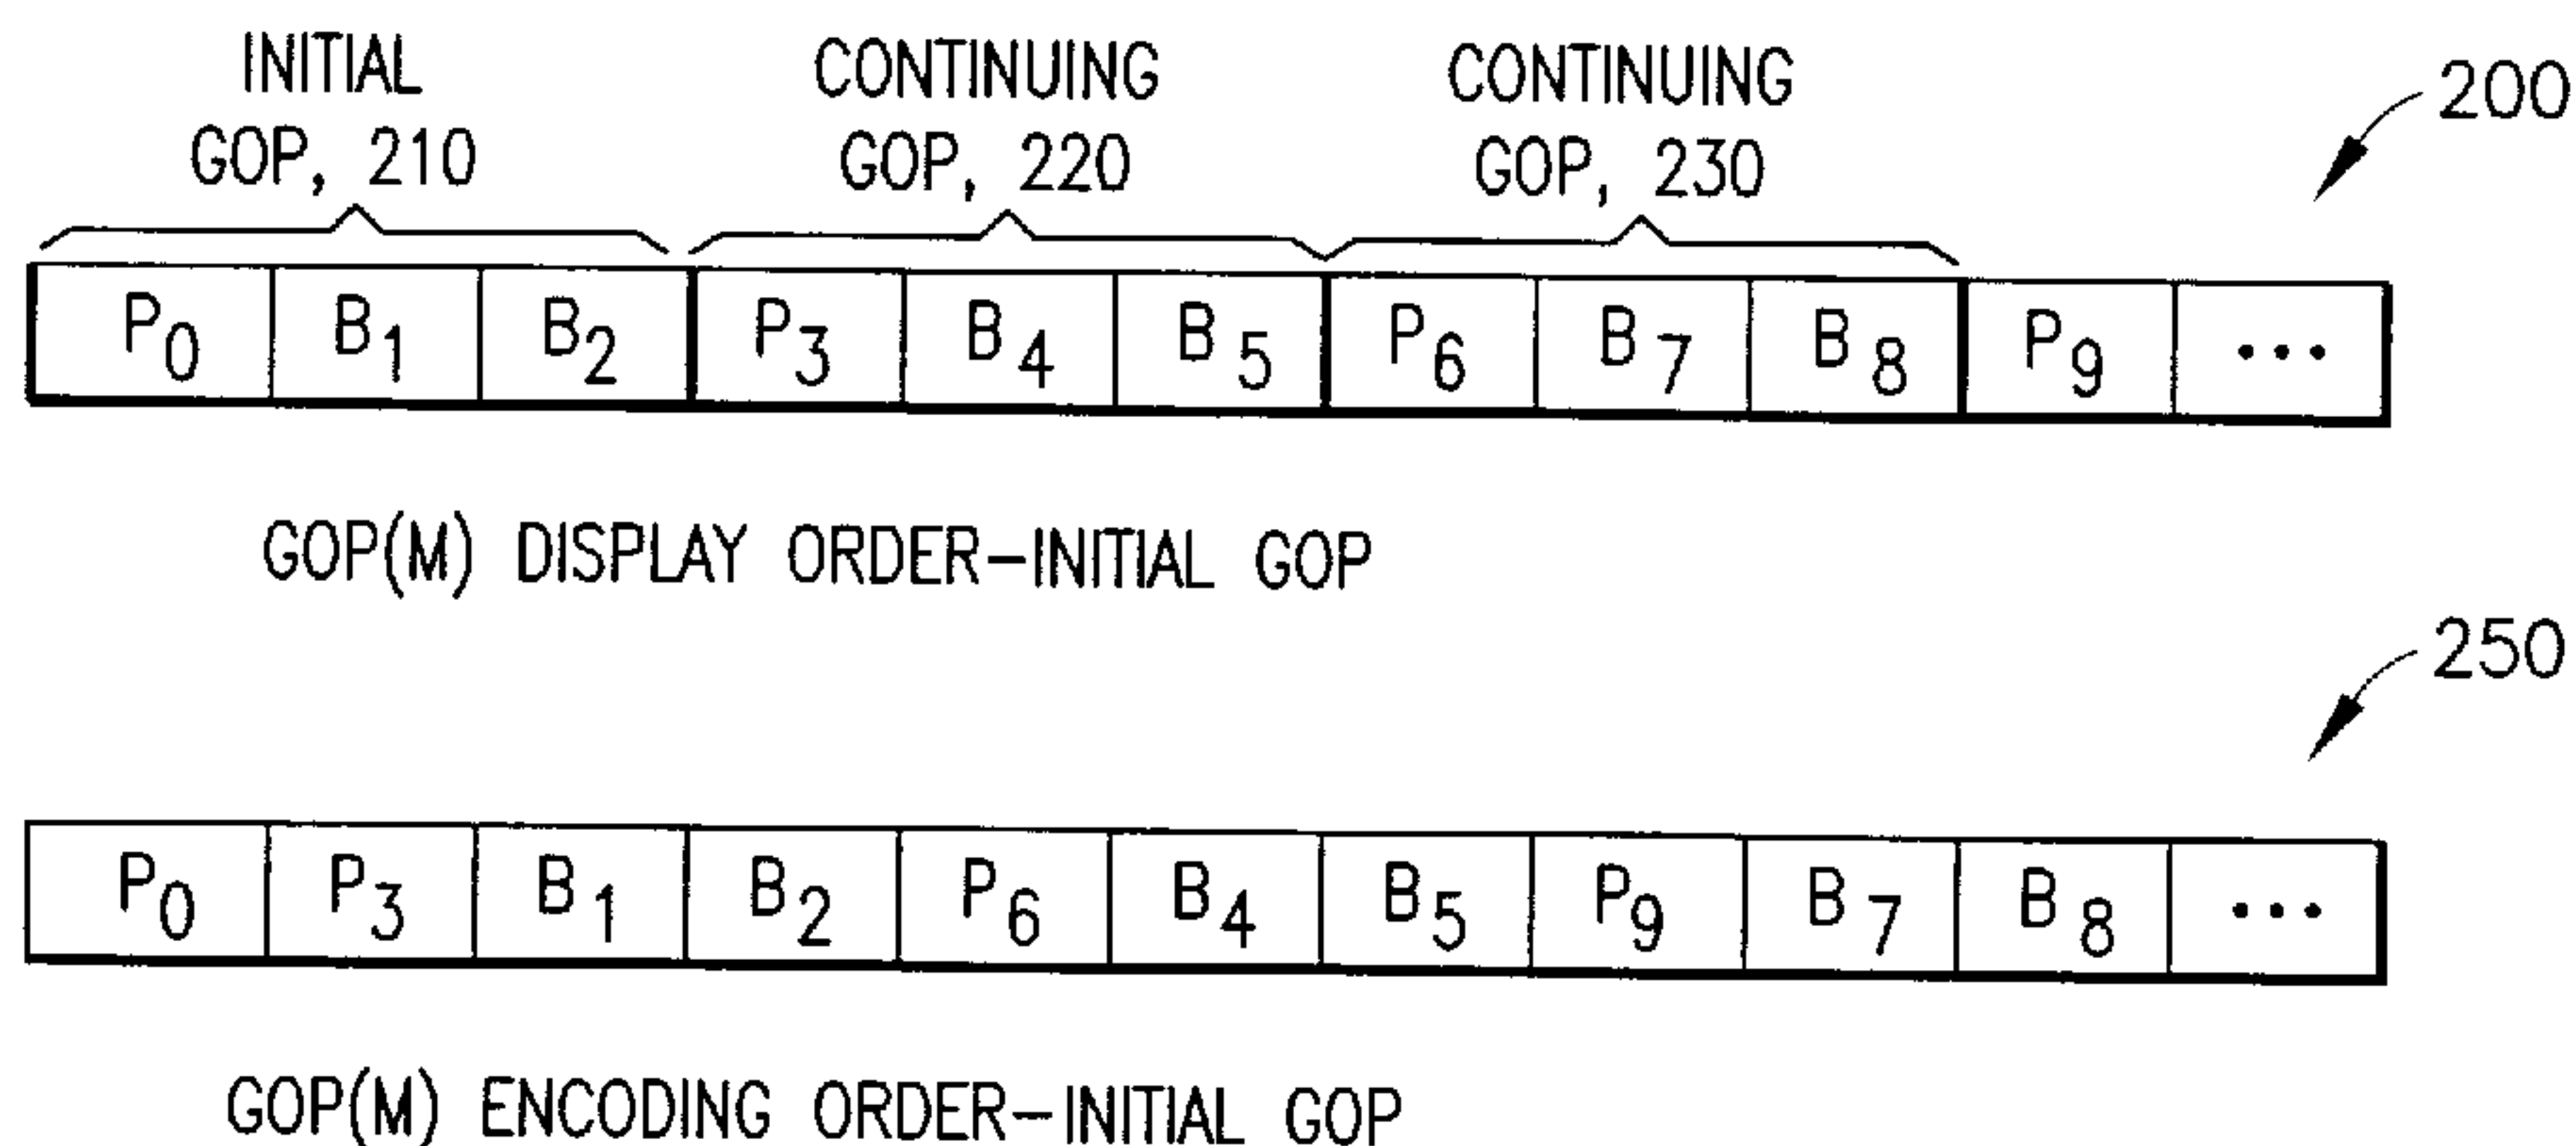 INITIAL
GOP, 210
CONTINUING
GOP, 220
CONTINUING
GOP, 230
200
P0 B1 B2 P3 B4 B5 P6 B7 B8 P9 •••
GOP(M) DISPLAY ORDER–INITIAL GOP
250
P0 P3 B1 B2 P6 B4 B5 P9 B7 B8 •••
GOP(M) ENCODING ORDER–INITIAL GOP